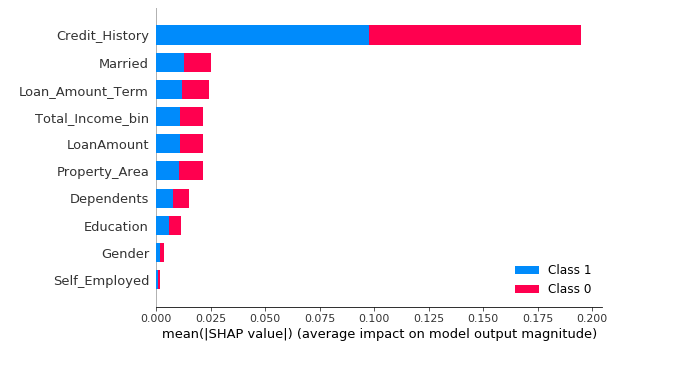 Credit_History
Married
Loan_Amount_Term
Total_Income_bin
LoanAmount
Property_Area
Dependents
Education
Gender
Self_Employed
Class 1
Class 0
0.000 0.025 0.050 0.075 0.100 0.125 0.150 0.175 0.200
mean(|SHAP value|) (average impact on model output magnitude)